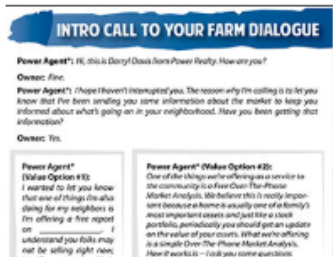 INTRO CALL TO YOUR FARM DIALOGUE
Power Agent®: Hi, this is Darryl Davis from Power Realty. How are you?
Owner: Fine.
Power Agent®: I hope I haven't interrupted you. The reason why I'm calling is to let you
know that I've been sending you some information about the market to keep you
informed about what's going on in your neighborhood. Have you been getting that
information?
Owner: Yes.
Power Agent®
(Value Option #1):
I wanted to let you know
that one of things I'm also
doing for my neighbors is
I'm offering a free report
on ____________. I
understand you folks may
not be selling right now,
Power Agent® (Value Option #2):
One of the things we're offering as a service to
the community is a Free Over-The-Phone
Market Analysis. We believe this is really impor-
tant because a home is usually one of a family's
most important assets and just like a stock
portfolio, periodically you should get an update
on the value of your assets. What we're offering
is a simple Over-The-Phone Market Analysis.
How it works is – I ask you some questions